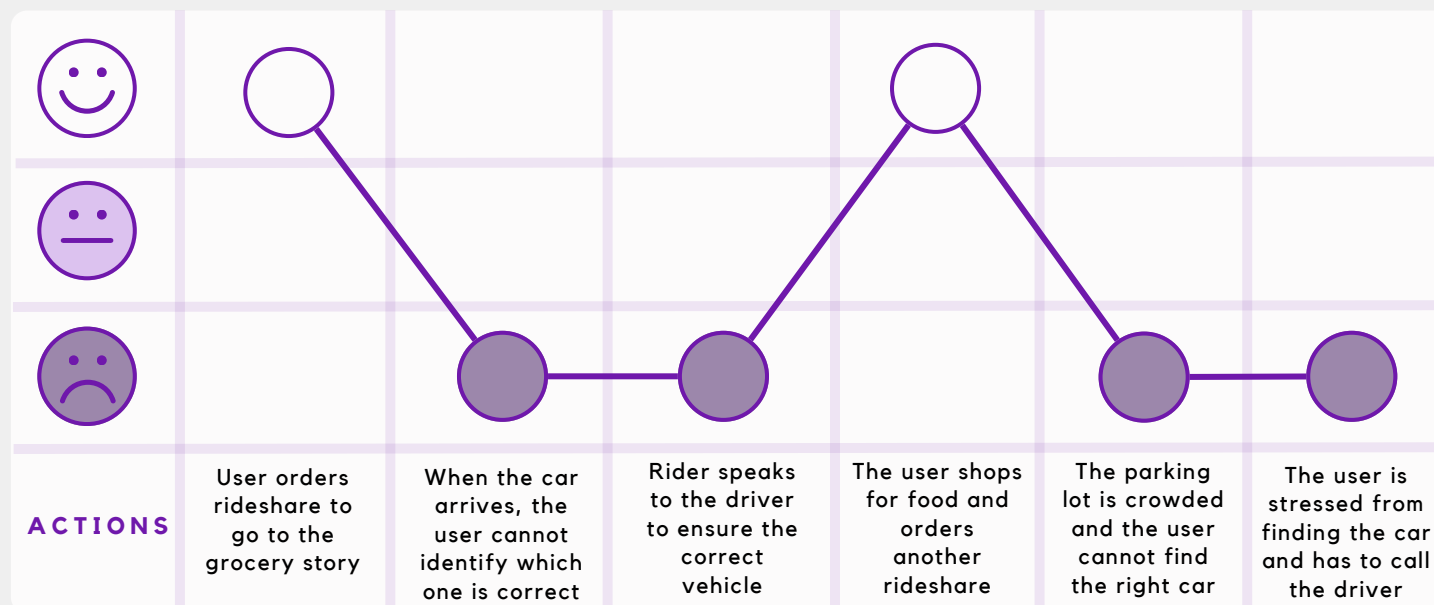 ACTIONS
User orders
rideshare to
go to the
grocery story
When the car
arrives, the
user cannot
identify which
one is correct
Rider speaks
to the driver
to ensure the
correct
vehicle
The user shops
for food and
orders
another
rideshare
The parking
lot is crowded
and the user
cannot find
the right car
The user is
stressed from
finding the car
and has to call
the driver